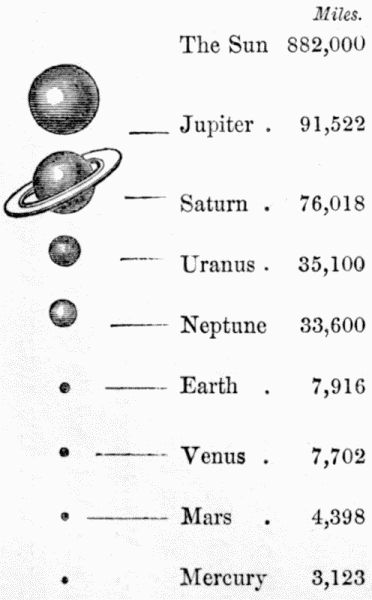 Miles.
The Sun 882,000
Jupiter . 91,522
Saturn . 76,018
Uranus . 35,100
Neptune 33,600
Earth . 7,916
Venus . 7,702
Mars . 4,398
Mercury 3,123